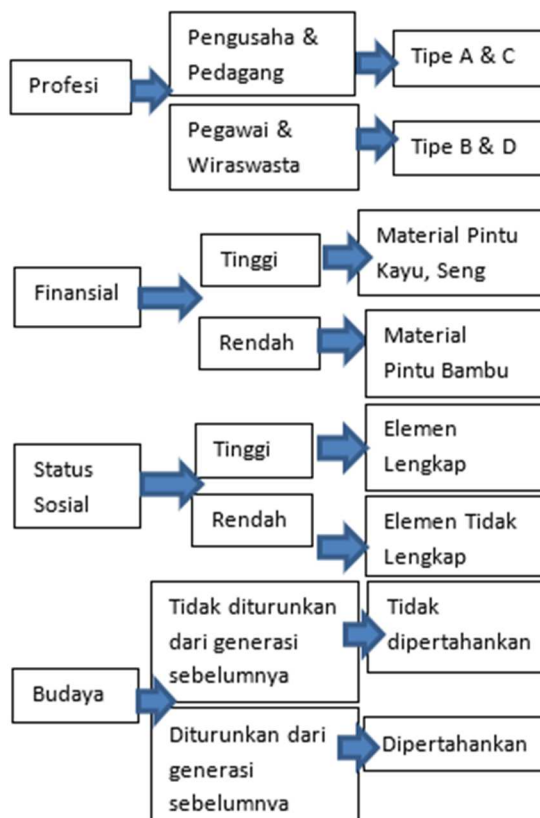 Profesi
Pengusaha &
Pedagang
Tipe A & C
Pegawai &
Wiraswasta
Tipe B & D
Finansial
Tinggi
Material Pintu
Kayu, Seng
Rendah
Material
Pintu Bambu
Status
Sosial
Tinggi
Elemen
Lengkap
Rendah
Elemen Tidak
Lengkap
Budaya
Tidak diturunkan
dari generasi
sebelumnya
Tidak
dipertahankan
Diturunkan dari
generasi
sebelumnya
Dipertahankan